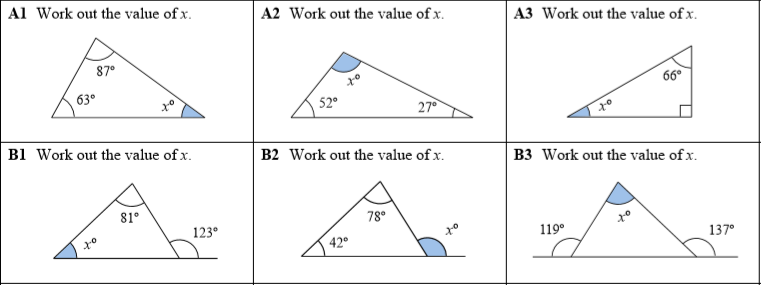 A1 Work out the value of x.
87°
63°
x°
A2 Work out the value of x.
x°
52°
27°
A3 Work out the value of x.
66°
x°
B1 Work out the value of x.
81°
123°
x°
B2 Work out the value of x.
78°
x°
42°
B3 Work out the value of x.
x°
119°
137°